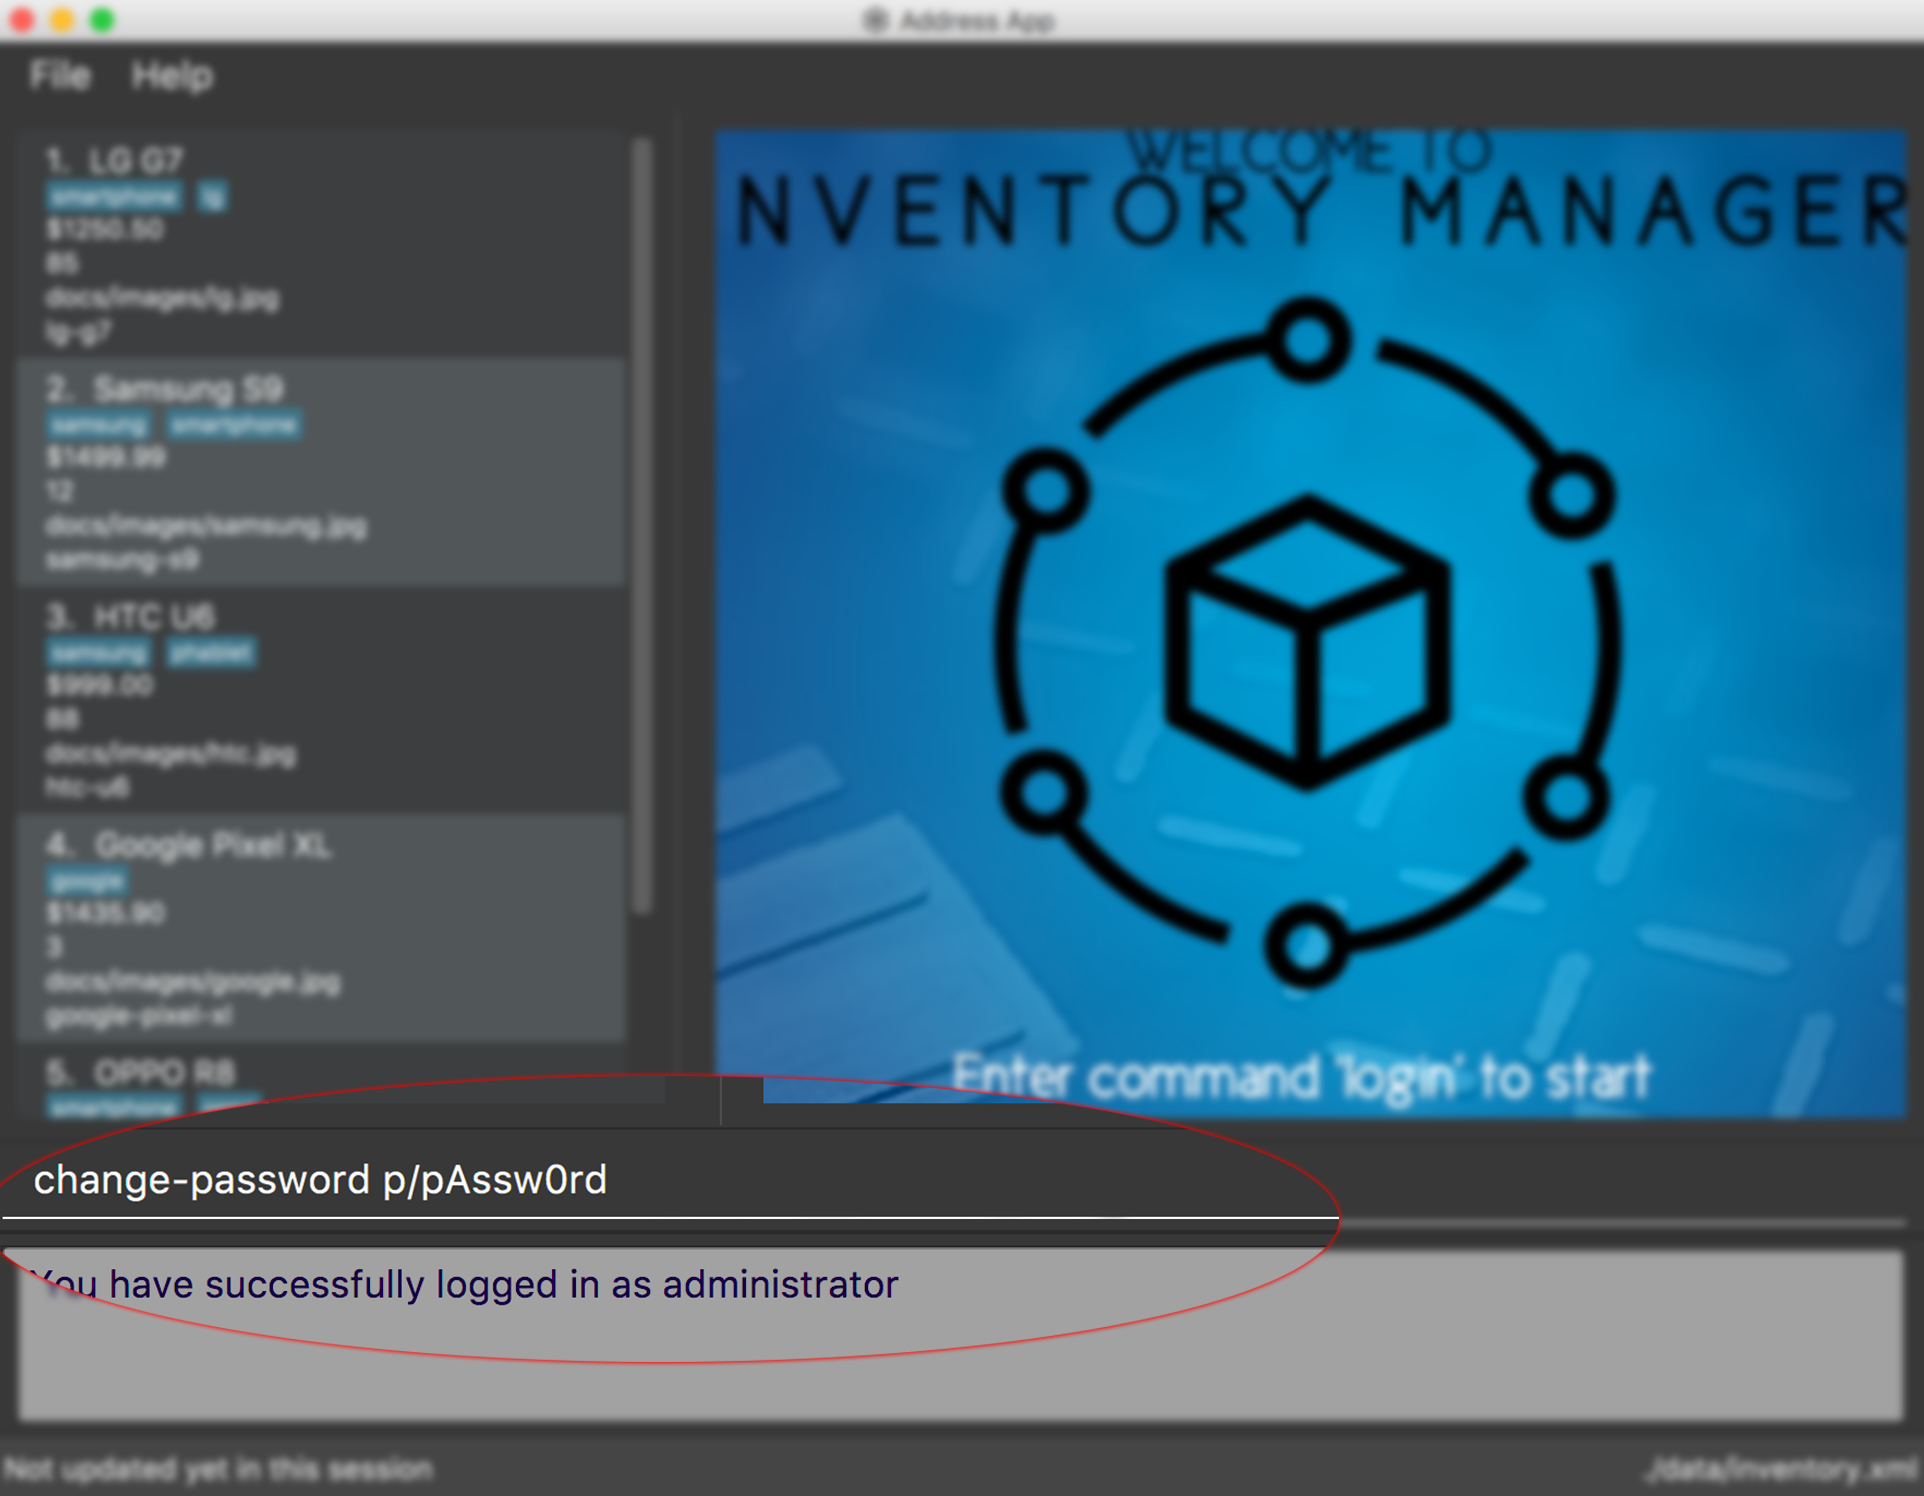 Address App
File Help
1. LG G7
smartphone lg
$1250.50
85
docs/images/lg.jpg
lg-g7
2. Samsung S9
samsung smartphone
$1499.99
12
docs/images/samsung.jpg
samsung-s9
3. HTC U6
samsung phablet
$999.00
88
docs/images/htc.jpg
htc-u6
4. Google Pixel XL
google
$1435.90
3
docs/images/google.jpg
google-pixel-xl
5. OPPO R8
smartphone
WELCOME TO
NVENTORY MANAGER
Enter command 'login' to start
change-password p/pAssw0rd
You have successfully logged in as administrator
Not updated yet in this session
./data/inventory.xml